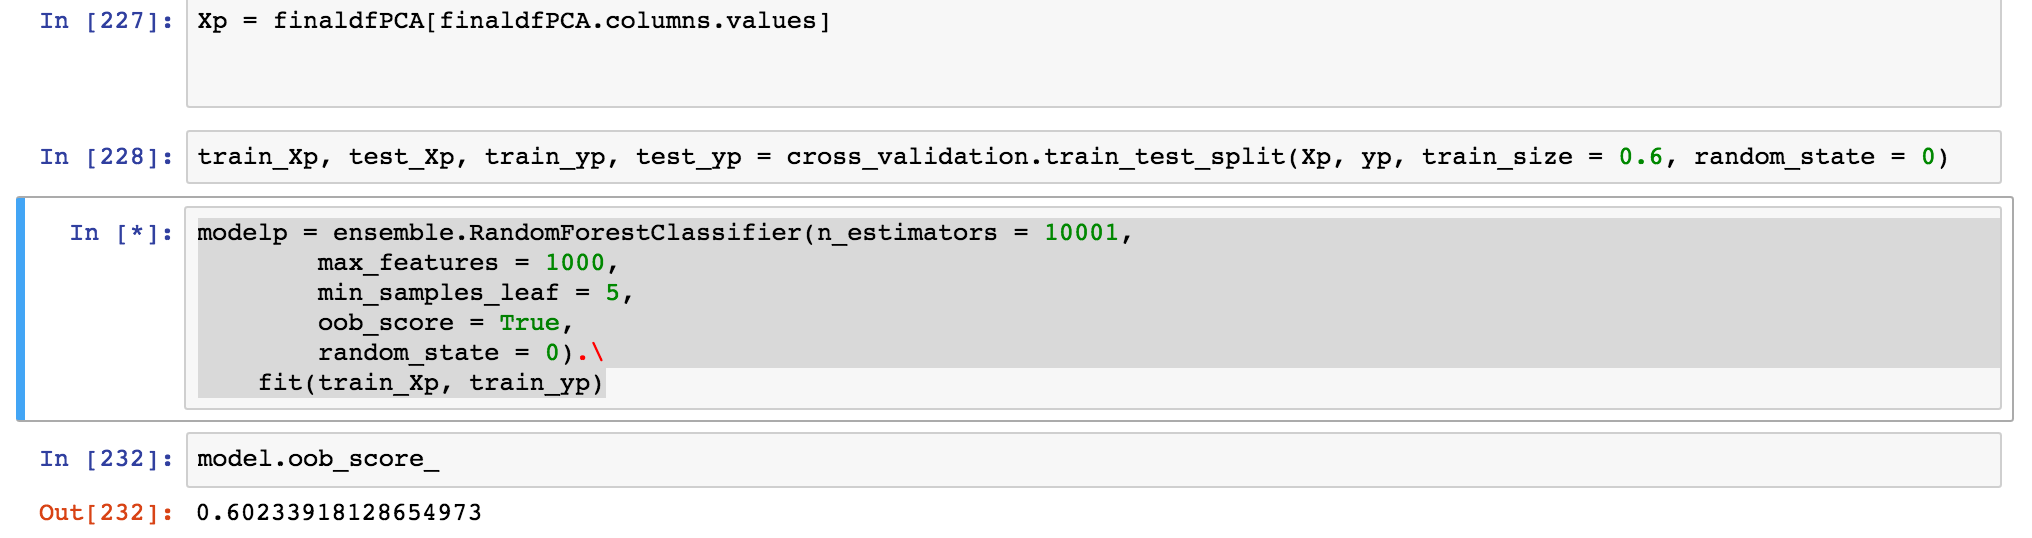 In [227]: Xp = finaldfPCA[finaldfPCA.columns.values]
In [228]: train_Xp, test_Xp, train_yp, test_yp = cross_validation.train_test_split(Xp, yp, train_size = 0.6, random_state = 0)
In [*]: modelp = ensemble.RandomForestClassifier(n_estimators = 10001,
max_features = 1000,
min_samples_leaf = 5,
oob_score = True,
random_state = 0).\
fit(train_Xp, train_yp)
In [232]: model.oob_score_
Out[232]: 0.60233918128654973